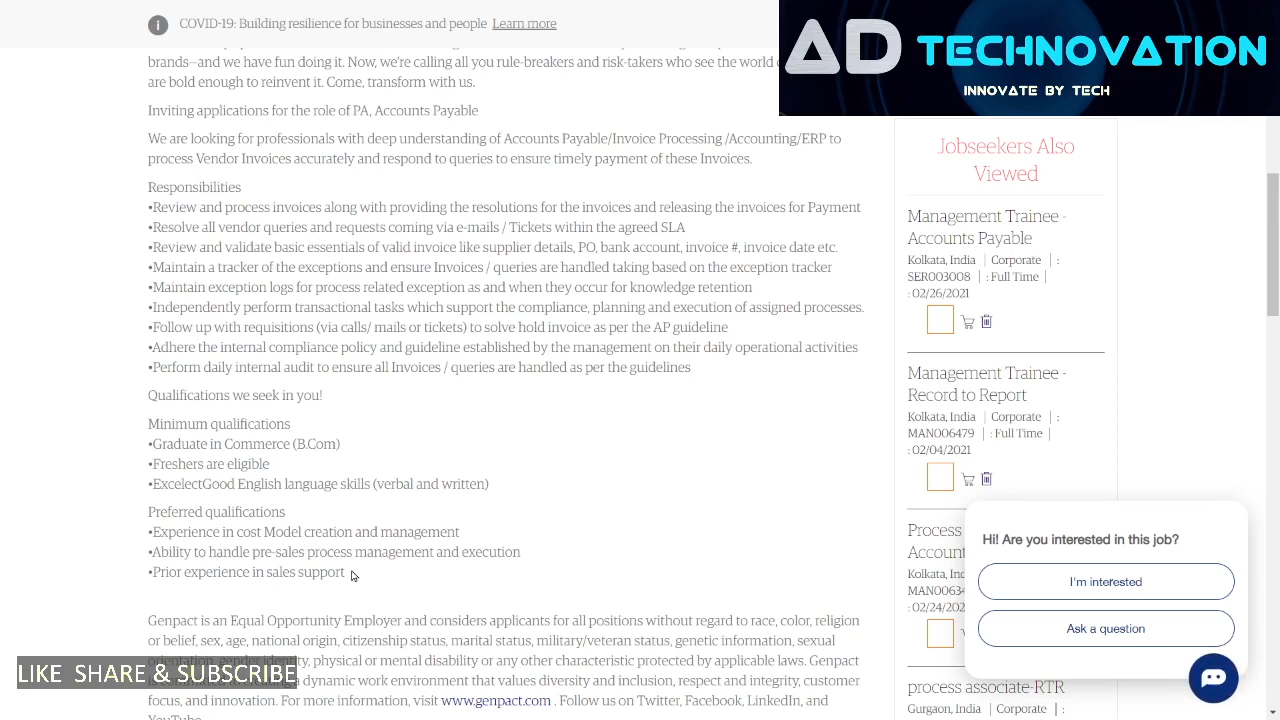 COVID-19: Building resilience for businesses and people Learn more
AD TECHNOVATION
INNOVATE BY TECH
brands—and we have fun doing it. Now, we're calling all you rule-breakers and risk-takers who see the world
are bold enough to reinvent it. Come, transform with us.
Inviting applications for the role of PA, Accounts Payable
We are looking for professionals with deep understanding of Accounts Payable/Invoice Processing /Accounting/ERP to
process Vendor Invoices accurately and respond to queries to ensure timely payment of these Invoices.
Responsibilities
•Review and process invoices along with providing the resolutions for the invoices and releasing the invoices for Payment
•Resolve all vendor queries and requests coming via e-mails / Tickets within the agreed SLA
•Review and validate basic essentials of valid invoice like supplier details, PO, bank account, invoice #, invoice date etc.
•Maintain a tracker of the exceptions and ensure Invoices / queries are handled taking based on the exception tracker
•Maintain exception logs for process related exception as and when they occur for knowledge retention
•Independently perform transactional tasks which support the compliance, planning and execution of assigned processes.
•Follow up with requnitions (via calls/ mails or tickets) to solve hold invoice as per the AP guideline
•Adhere the internal compliance policy and guideline established by the management on their daily operational activities
•Perform daily internal audit to ensure all Invoices / queries are handled as per the guidelines
Qualifications we seek in you!
Minimum qualifications
•Graduate in Commerce (B.Com)
•Freshers are eligible
•ExcelectGood English language skills (verbal and written)
Preferred qualifications
•Experience in cost Model creation and management
•Ability to handle pre-sales process management and execution
•Prior experience in sales support
Genpact is an Equal Opportunity Employer and considers applicants for all positions without regard to race, color, religion
or belief, sex, age, national origin, citizenship status, marital status, military/veteran status, genetic information, sexual
orientation, gender identity, physical or mental disability or any other characteristic protected by applicable laws. Genpact
dynamic work environment that values diversity and inclusion, respect and integrity, customer
focus, and innovation. For more information, visit www.genpact.com . Follow us on Twitter, Facebook, LinkedIn, and
YouTube.
LIKE SHARE & SUBSCRIBE
Jobseekers Also
Viewed
Management Trainee -
Accounts Payable
Kolkata, India | Corporate | :
SER003008 | : Full Time |
: 02/26/2021
Management Trainee -
Record to Report
Kolkata, India | Corporate | :
MAN006479 | : Full Time |
: 02/04/2021
Process
Account
Kolkata, Ind
: 02/24/202
process associate-RTR
Gurgaon, India | Corporate | :
Hi! Are you interested in this job?
I'm interested
Ask a question